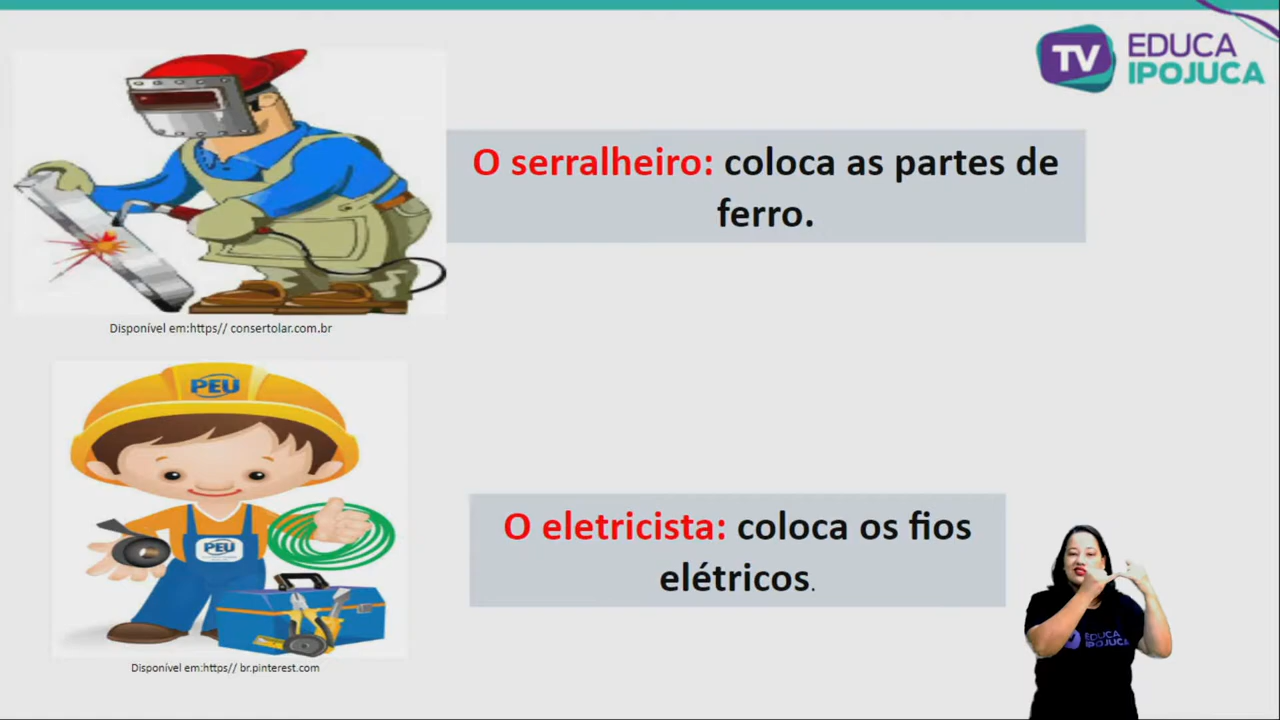 TV
EDUCA
IPOJUCA
O serralheiro: coloca as partes de
ferro.
Disponível em:https// consertolar.com.br
PEU
PEU
O eletricista: coloca os fios
elétricos.
EDUCA
IPOJUCA
Disponível em:https// br.pinterest.com